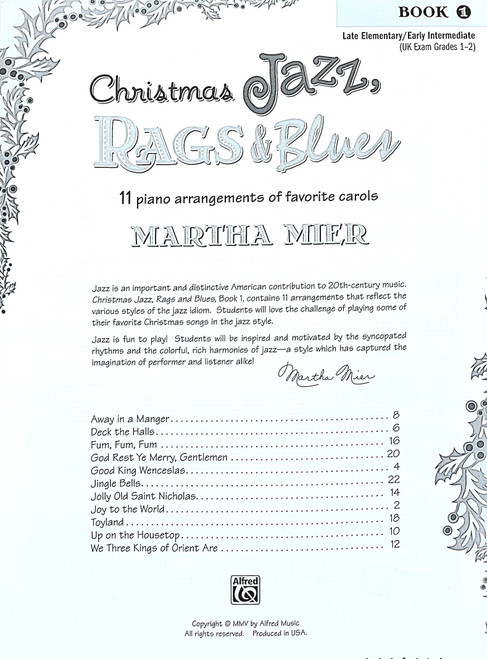 BOOK 1
Late Elementary/Early Intermediate
(UK Exam Grades 1–2)
Christmas Jazz,
RAGS & Blues
11 piano arrangements of favorite carols
MARTHA MIER
Jazz is an important and distinctive American contribution to 20th-century music.
Christmas Jazz, Rags and Blues, Book 1, contains 11 arrangements that reflect the
various styles of the jazz idiom. Students will love the challenge of playing some of
their favorite Christmas songs in the jazz style.
Jazz is fun to play! Students will be inspired and motivated by the syncopated
rhythms and the colorful, rich harmonies of jazz—a style which has captured the
imagination of performer and listener alike!
Martha Mier
Away in a Manger 8
Deck the Halls 6
Fum, Fum, Fum 16
God Rest Ye Merry, Gentlemen 20
Good King Wenceslas 4
Jingle Bells 22
Jolly Old Saint Nicholas 14
Joy to the World 2
Toyland 18
Up on the Housetop 10
We Three Kings of Orient Are 12
Alfred
Copyright © MMV by Alfred Music
All rights reserved. Produced in USA.